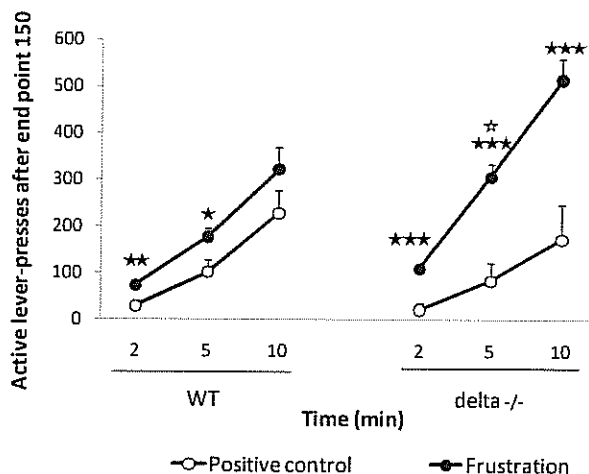 Active lever-presses after end point 150
600
500
400
300
200
100
0
★★
★
★★★
☆
★★★
★★★
2 5 10 2 5 10
WT delta -/-
Time (min)
Positive control Frustration